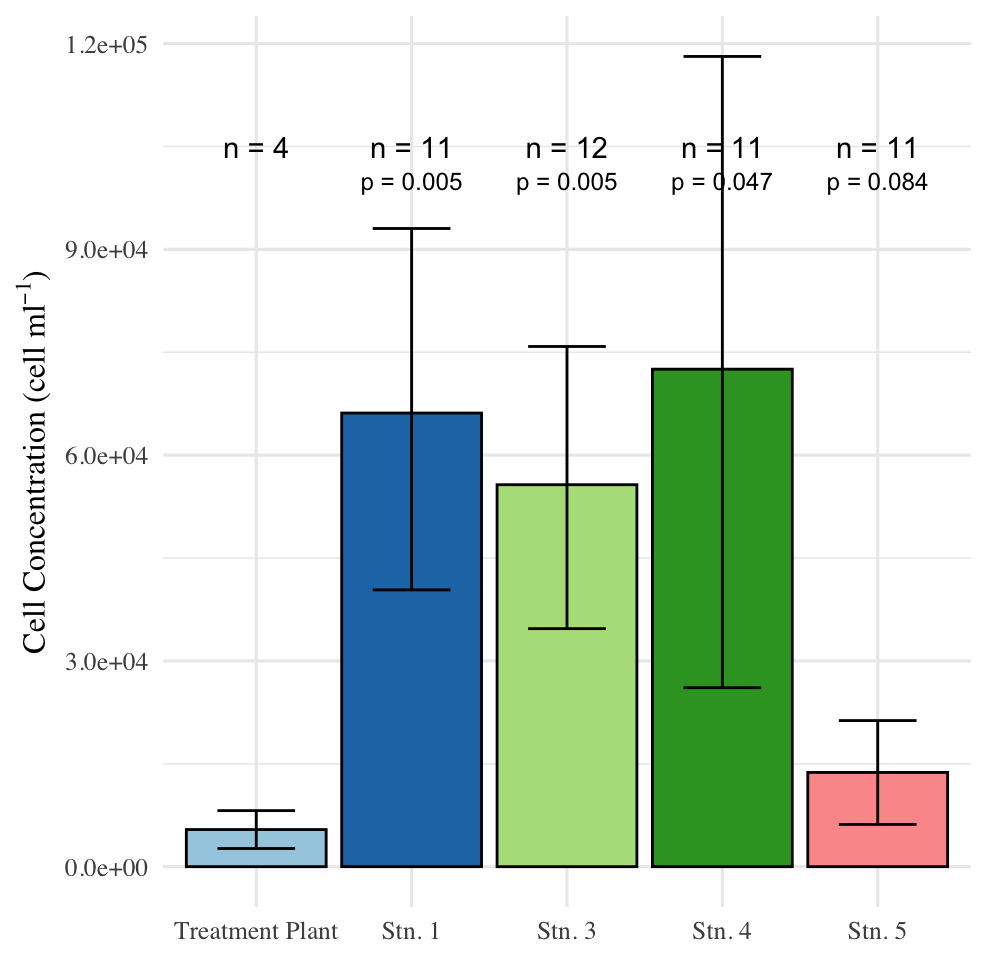 1.2e+05
n = 4 n = 11 n = 12 n = 11 n = 11
p = 0.005 p = 0.005 p = 0.047 p = 0.084
9.0e+04
6.0e+04
3.0e+04
0.0e+00
Cell Concentration (cell ml⁻¹)
Treatment Plant Stn. 1 Stn. 3 Stn. 4 Stn. 5